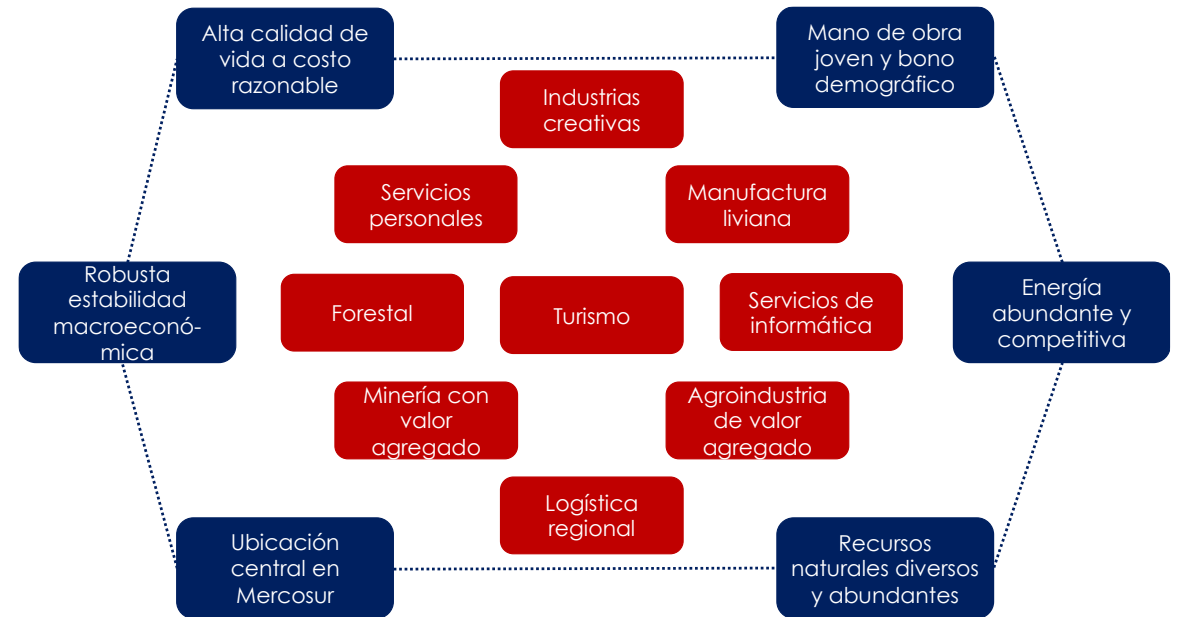 Alta calidad de
vida a costo
razonable
Mano de obra
joven y bono
demográfico
Industrias
creativas
Servicios
personales
Manufactura
liviana
Robusta
estabilidad
macroeconó-
mica
Forestal
Turismo
Servicios de
informática
Energía
abundante y
competitiva
Minería con
valor
agregado
Agroindustria
de valor
agregado
Logística
regional
Ubicación
central en
Mercosur
Recursos
naturales diversos
y abundantes